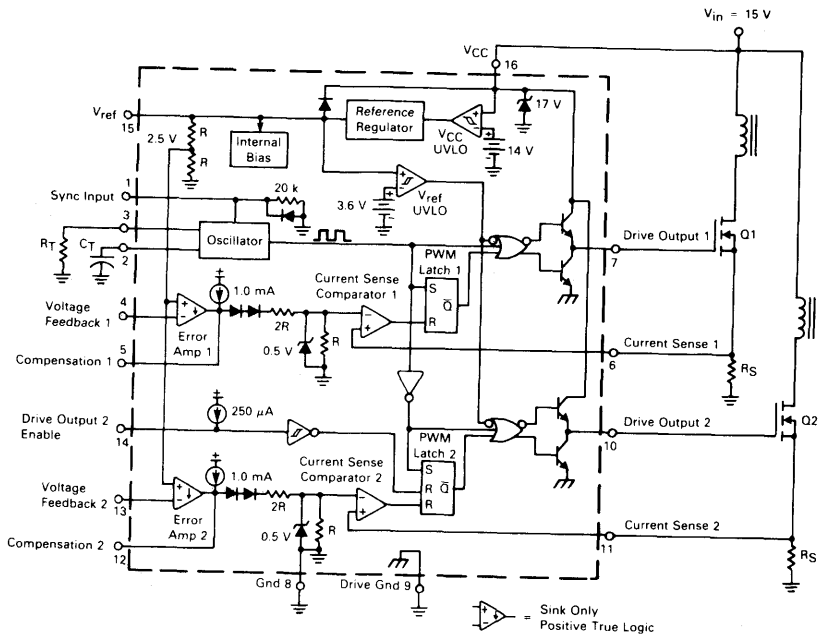 Vin = 15 V
VCC
16
Vref
15
2.5 V
R
R
Internal
Bias
Reference
Regulator
VCC
UVLO
17 V
14 V
Sync Input
1
20 k
3.6 V
Vref
UVLO
3
RT
CT
2
Oscillator
Drive Output 1
7
Q1
PWM
Latch 1
S
Q
R
Current Sense
Comparator 1
1.0 mA
Voltage
Feedback 1
4
Error
Amp 1
2R
R
0.5 V
Compensation 1
5
Current Sense 1
6
RS
Drive Output 2
Enable
14
250 µA
Drive Output 2
10
Q2
PWM
Latch 2
S
R
Q
R
Current Sense
Comparator 2
1.0 mA
Voltage
Feedback 2
13
Error
Amp 2
2R
R
0.5 V
Compensation 2
12
Current Sense 2
11
RS
Gnd 8
Drive Gnd 9
= Sink Only
Positive True Logic